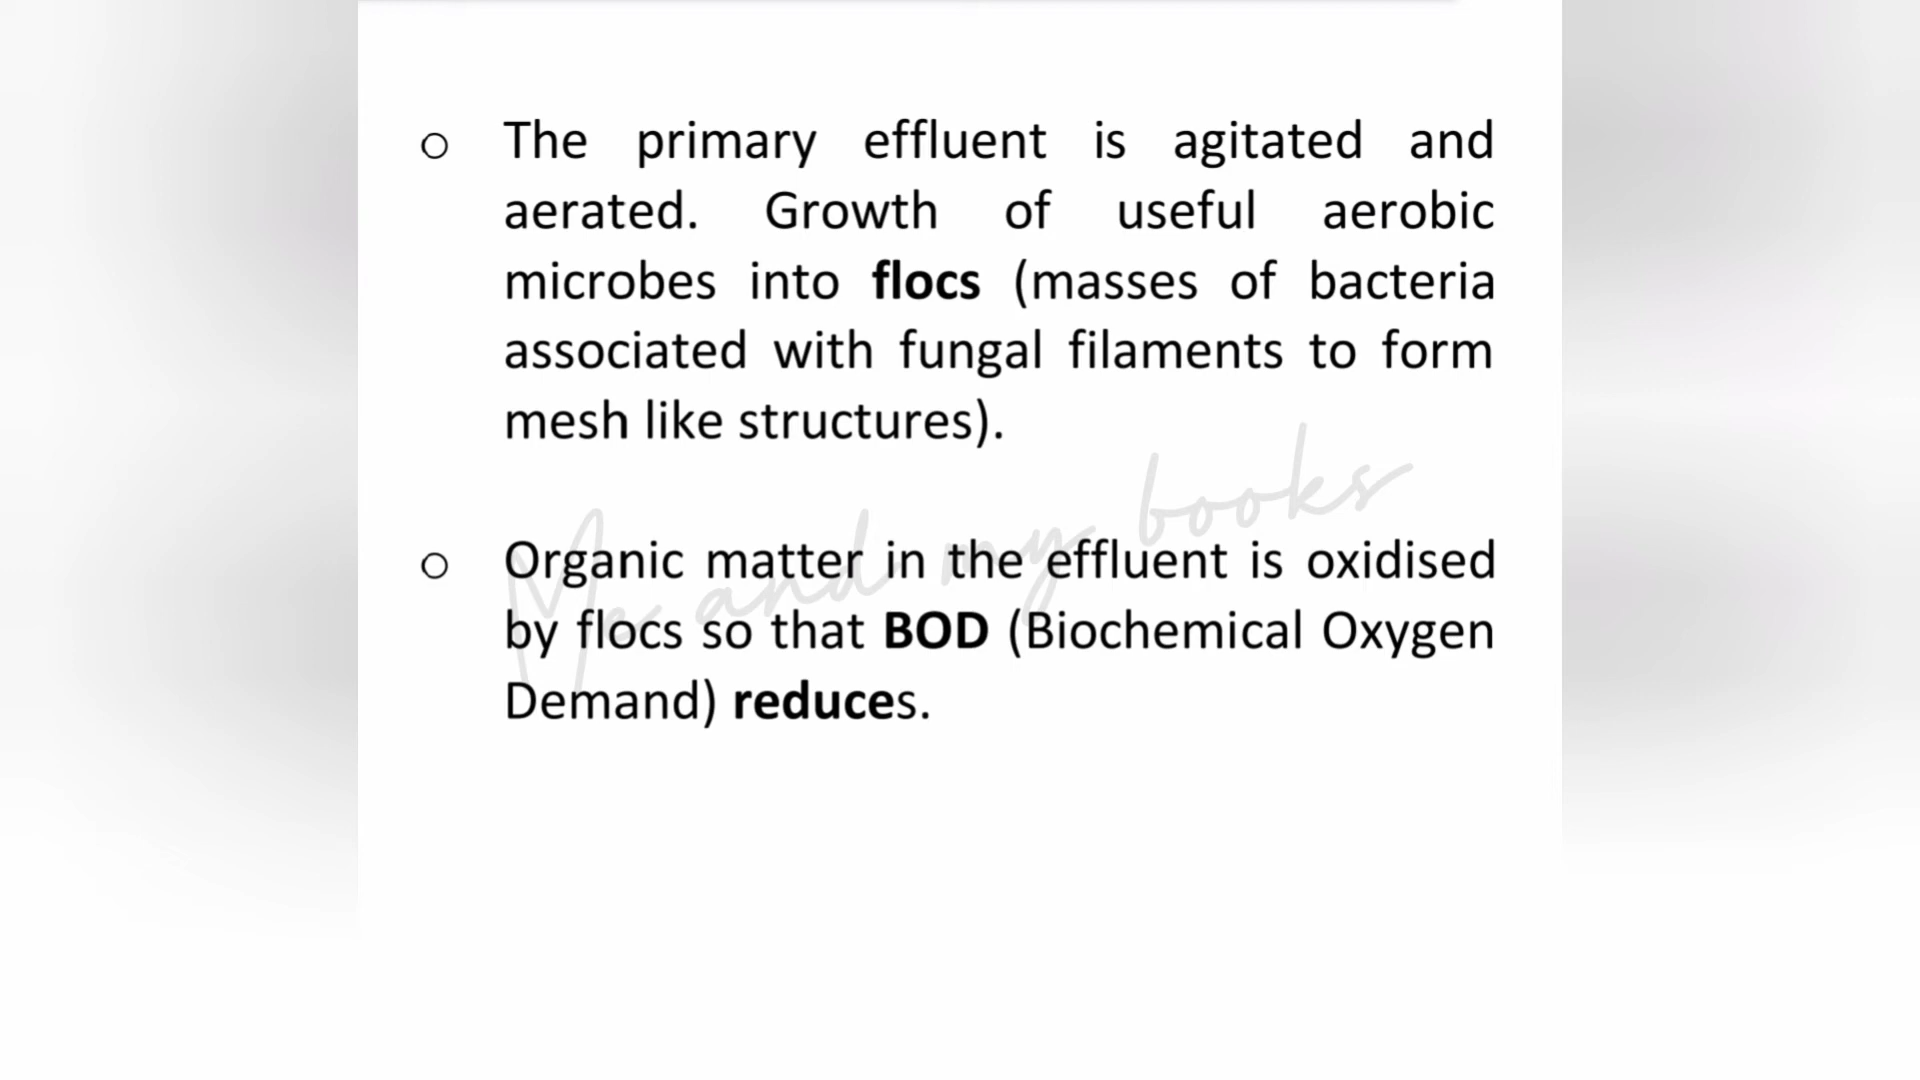 ○ The primary effluent is agitated and
aerated. Growth of useful aerobic
microbes into flocs (masses of bacteria
associated with fungal filaments to form
mesh like structures).
Me and my books
○ Organic matter in the effluent is oxidised
by flocs so that BOD (Biochemical Oxygen
Demand) reduces.